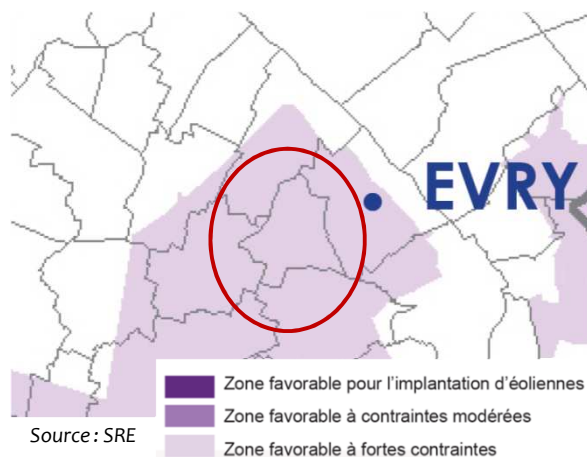 EVRY
Zone favorable pour l'implantation d'éoliennes
Zone favorable à contraintes modérées
Source : SRE
Zone favorable à fortes contraintes